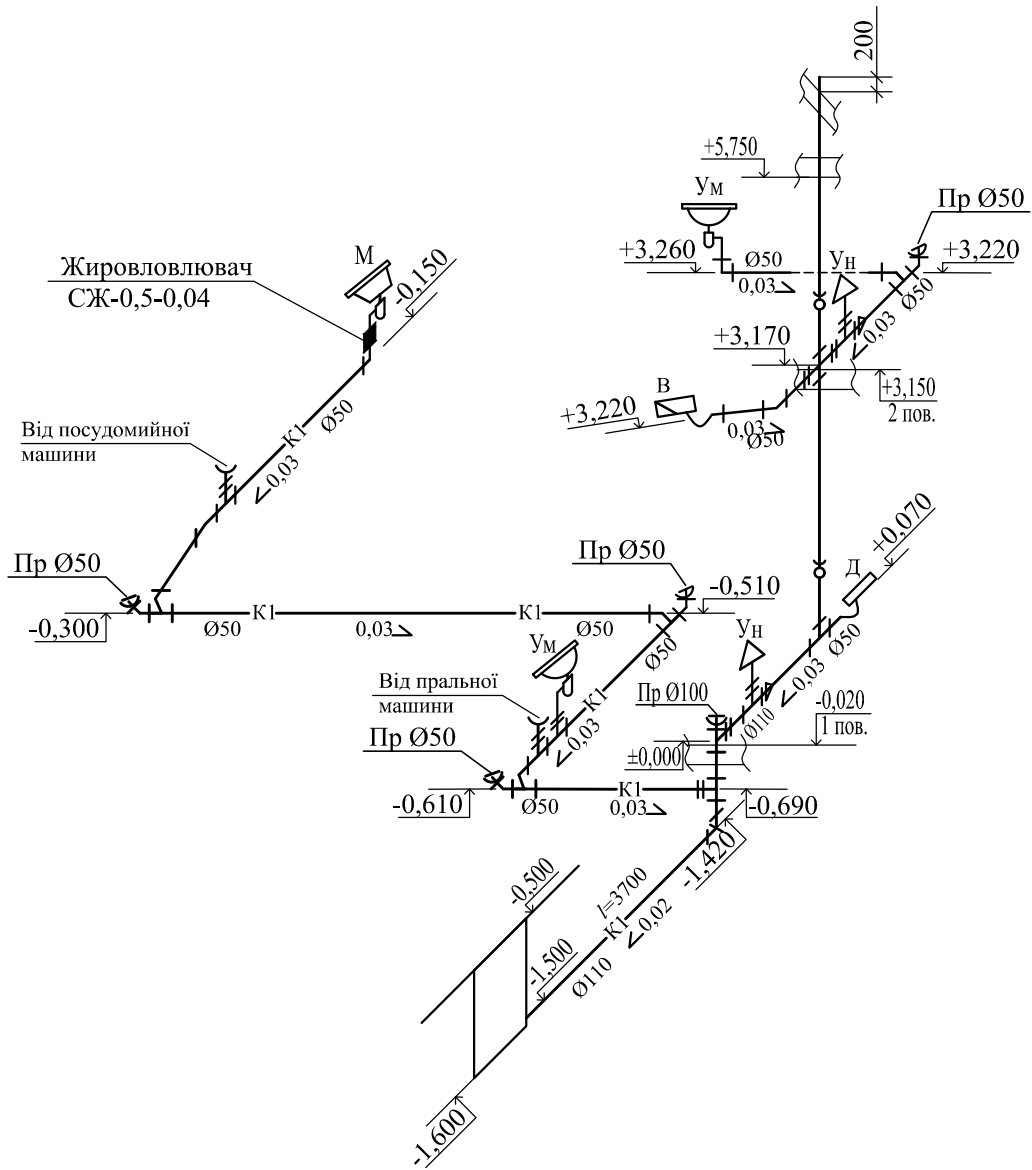 200
+5,750
Ум
Пр Ø50
+3,260
Ø50
0,03
Ун
+3,220
Ø50
0,03
+3,170
+3,150
2 пов.
В
+3,220
0,03
Ø50
М
-0,150
Жировловлювач
СЖ-0,5-0,04
Ø50
К1
0,03
Від посудомийної
машини
Пр Ø50
-0,300
Ø50
К1
0,03
К1
Ø50
Пр Ø50
-0,510
Ø50
К1
0,03
Ум
Від пральної
машини
Пр Ø50
-0,610
Ø50
К1
0,03
-0,690
Д
+0,070
Ун
0,03
Ø50
Пр Ø100
Ø110
-0,020
1 пов.
±0,000
-1,420
l=3700
К1
0,02
Ø110
-0,500
-1,500
-1,600